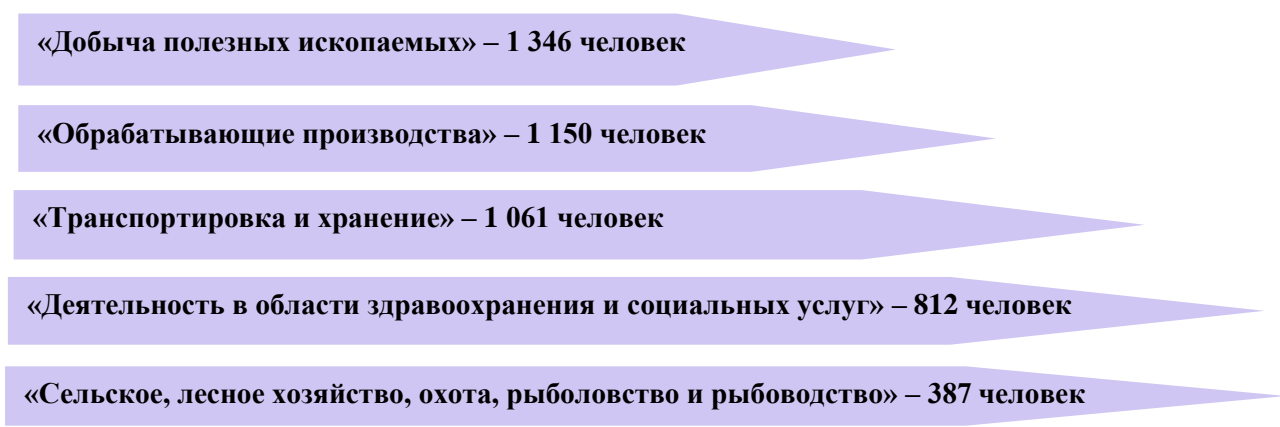 «Добыча полезных ископаемых» – 1 346 человек
«Обрабатывающие производства» – 1 150 человек
«Транспортировка и хранение» – 1 061 человек
«Деятельность в области здравоохранения и социальных услуг» – 812 человек
«Сельское, лесное хозяйство, охота, рыболовство и рыбоводство» – 387 человек